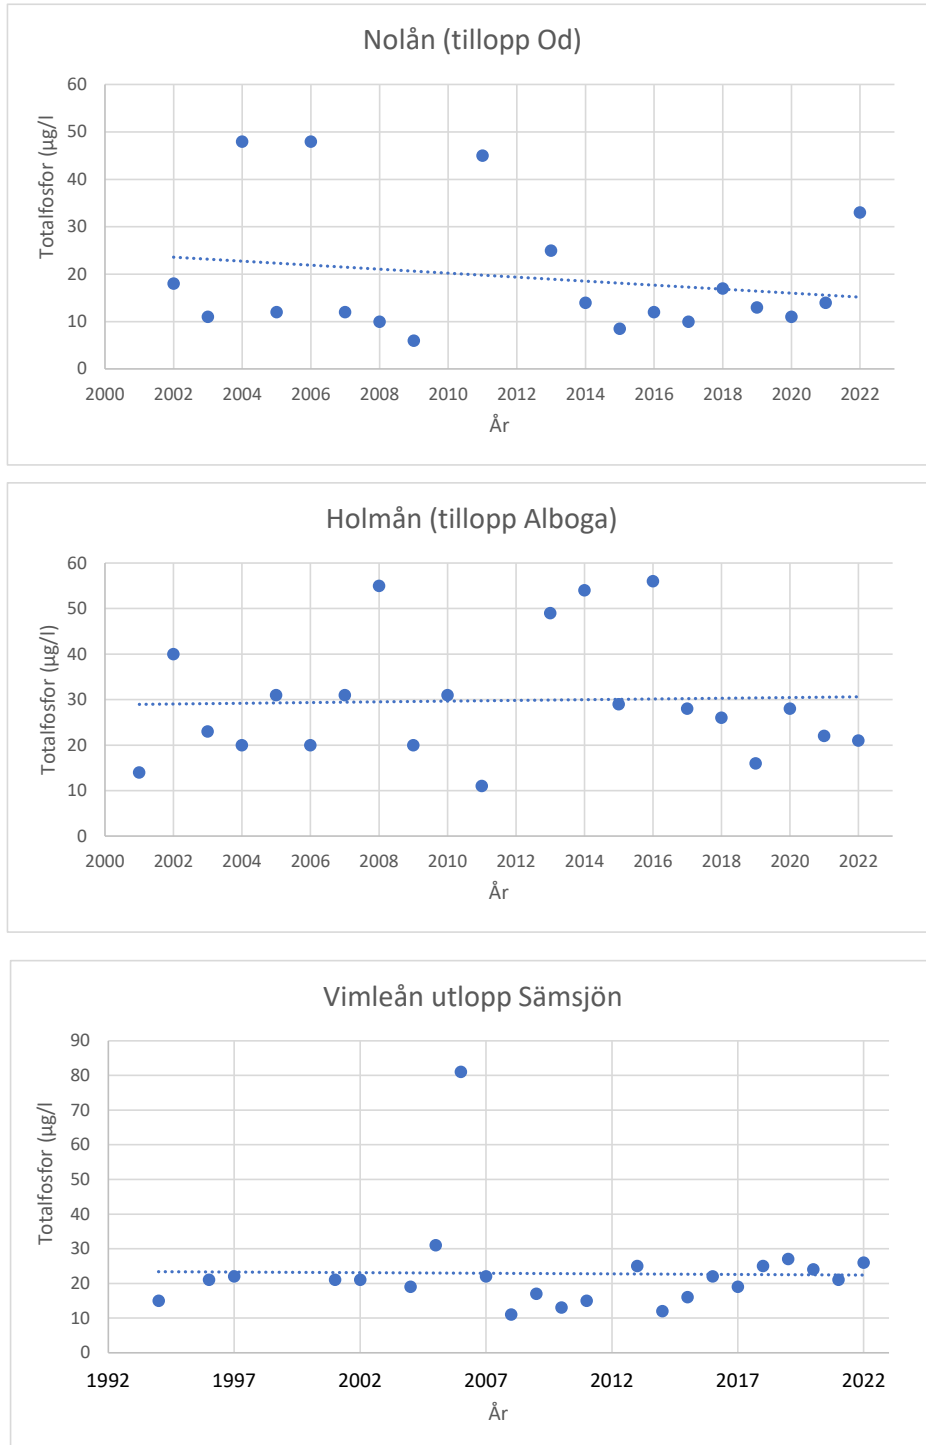 Nolån (tillopp Od)
Totalfosfor (µg/l
60
50
40
30
20
10
0
2000 2002 2004 2006 2008 2010 2012 2014 2016 2018 2020 2022
År
Holmån (tillopp Alboga)
Totalfosfor (µg/l)
60
50
40
30
20
10
0
2000 2002 2004 2006 2008 2010 2012 2014 2016 2018 2020 2022
År
Vimleån utlopp Sämsjön
Totalfosfor (µg/l
90
80
70
60
50
40
30
20
10
0
1992 1997 2002 2007 2012 2017 2022
År